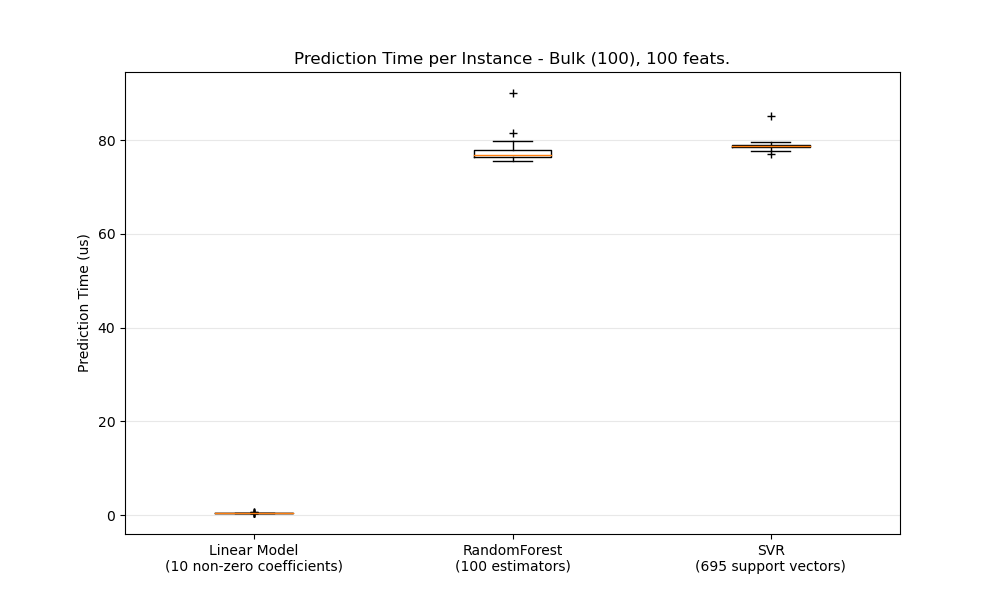 Prediction Time per Instance - Bulk (100), 100 feats.
Prediction Time (us)
80
60
40
20
0
Linear Model
(10 non-zero coefficients)
RandomForest
(100 estimators)
SVR
(695 support vectors)